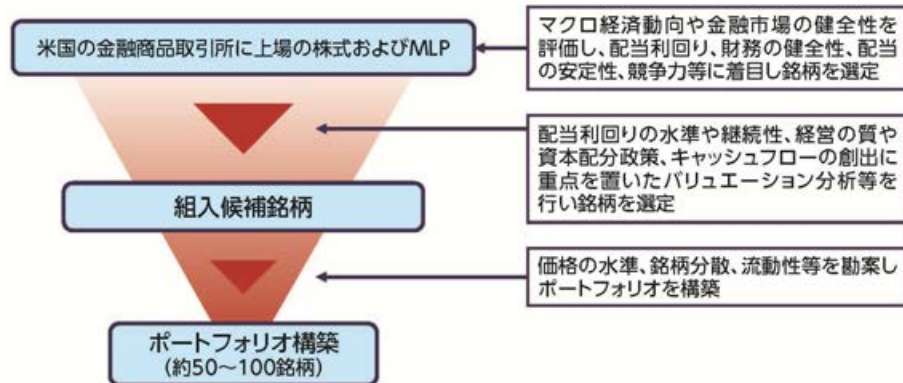 米国の金融商品取引所に上場の株式およびMLP
マクロ経済動向や金融市場の健全性を
評価し、配当利回り、財務の健全性、配当
の安定性、競争力等に着目し銘柄を選定
配当利回りの水準や継続性、経営の質や
資本配分政策、キャッシュフローの創出に
重点を置いたバリュエーション分析等を
行い銘柄を選定
組入候補銘柄
価格の水準、銘柄分散、流動性等を勘案し
ポートフォリオを構築
ポートフォリオ構築
(約50〜100銘柄)